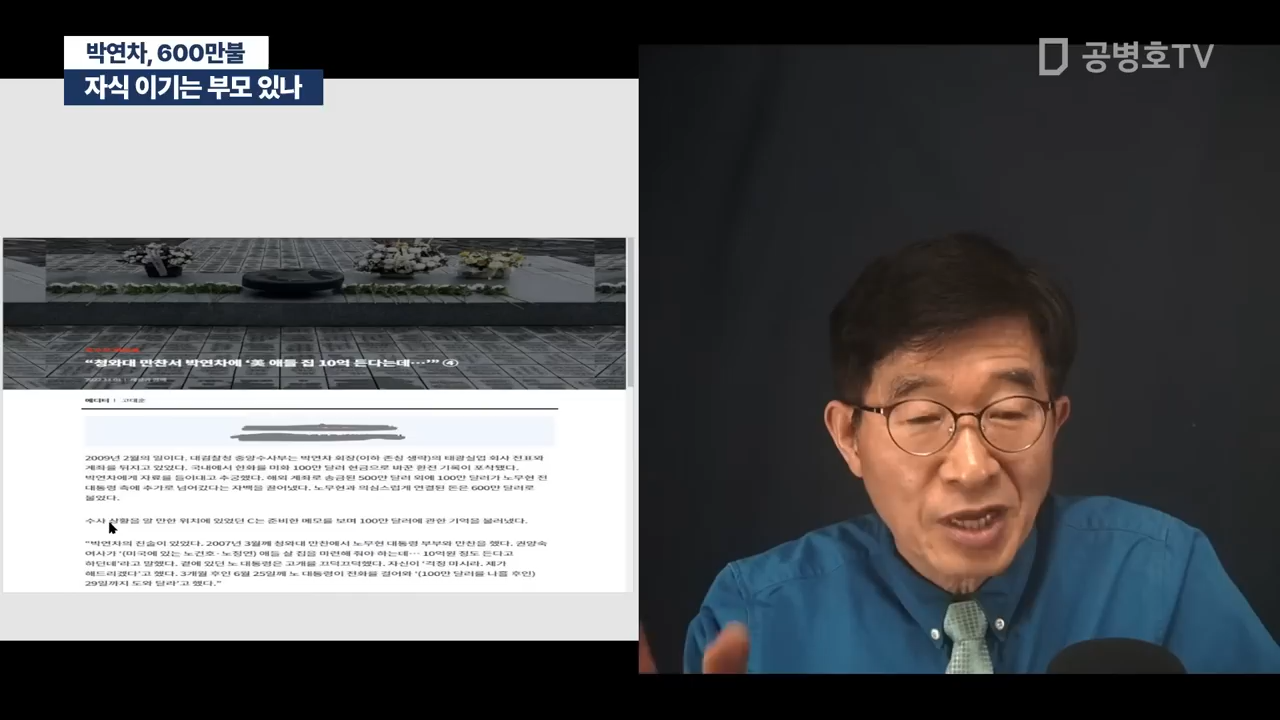 박연차, 600만불
자식 이기는 부모 있나
공병호TV
“청와대 만찬서 박연차에 ‘美 애들 집 10억 든다는데…’” ④
에디터 | 고대훈
2009년 2월의 일이다. 대검찰청 중앙수사부는 박연차 회장(이하 존칭 생략)의 태광실업 회사 전표와
계좌를 뒤지고 있었다. 국내에서 원화를 미화 100만 달러 현금으로 바꾼 환전 기록이 포착됐다.
박연차에게 자료를 들이대고 추궁했다. 해외 계좌로 송금된 500만 달러 외에 100만 달러가 노무현 전
대통령 측에 추가로 넘어갔다는 자백을 끌어냈다. 노무현과 의심스럽게 연결된 돈은 600만 달러로
불었다.
수사 상황을 알 만한 위치에 있었던 C는 준비한 메모를 보며 100만 달러에 관한 기억을 불러냈다.
“박연차의 진술이 있었다. 2007년 3월께 청와대 만찬에서 노무현 대통령 부부와 만찬을 했다. 권양숙
여사가 ‘(미국에 있는 노건호·노정연) 애들 살 집을 마련해 줘야 하는데… 10억원 정도 든다고
하던데’라고 말했다. 곁에 있던 노 대통령은 고개를 끄덕끄덕했다. 자신이 ‘걱정 마시라. 제가
해드리겠다’고 했다. 3개월 후인 6월 25일께 노 대통령이 전화를 걸어와 ‘(100만 달러를 나흘 후인)
29일까지 도와 달라’고 했다.”